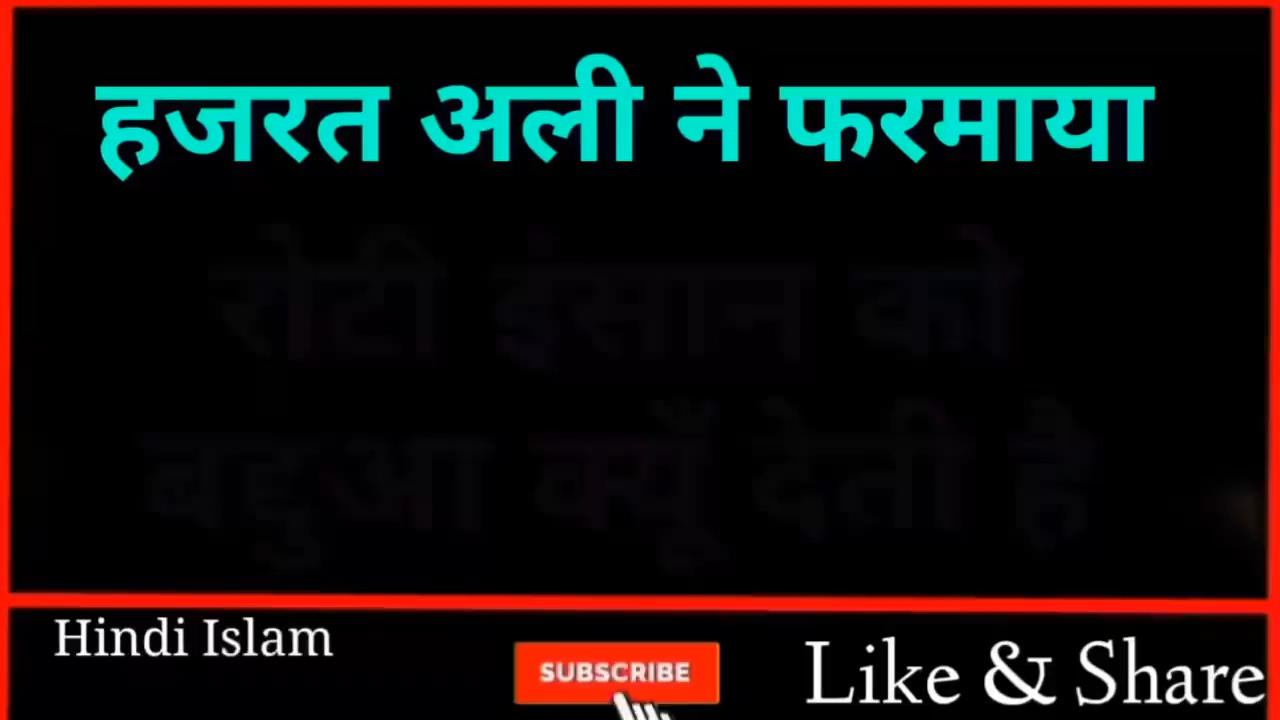 हजरत अली ने फरमाया
रोटी इंसान को
बद्दुआ क्यूँ देती है
Hindi Islam
SUBSCRIBE
Like & Share